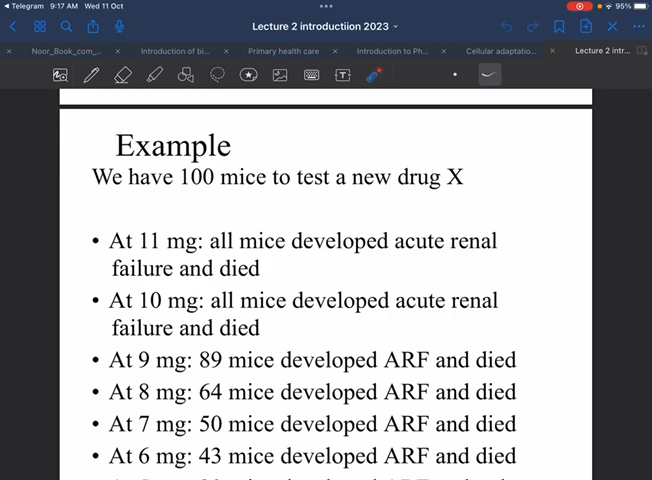 Telegram 9:17 AM Wed 11 Oct 95%
Lecture 2 introductiion 2023
Noor_Book_com_... Introduction of bi... Primary health care Introduction to Ph... Cellular adaptatio... Lecture 2 intr...
Example
We have 100 mice to test a new drug X
• At 11 mg: all mice developed acute renal
failure and died
• At 10 mg: all mice developed acute renal
failure and died
• At 9 mg: 89 mice developed ARF and died
• At 8 mg: 64 mice developed ARF and died
• At 7 mg: 50 mice developed ARF and died
• At 6 mg: 43 mice developed ARF and died